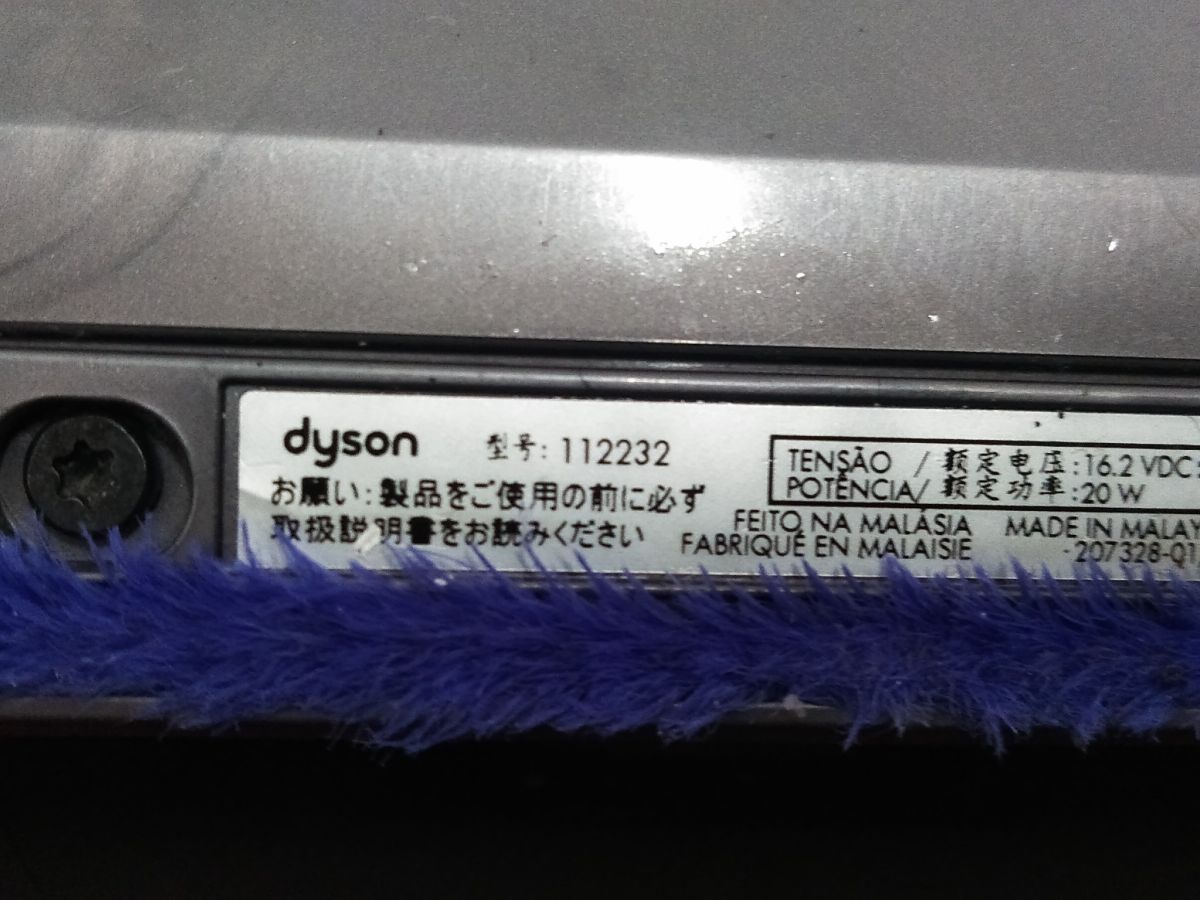 dyson 型号: 112232
お願い: 製品をご使用の前に必ず
取扱説明書をお読みください
TENSÃO / 额定电压: 16.2 VDC
POTÊNCIA/ 额定功率: 20 W
FEITO NA MALÁSIA MADE IN MALAY
FABRIQUÉ EN MALAISIE 207328-01